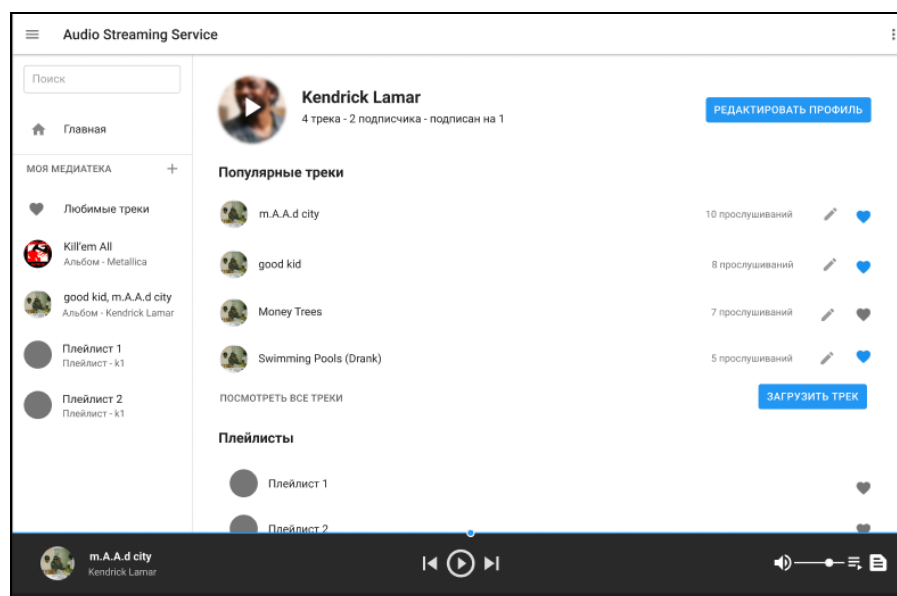 Audio Streaming Service
Поиск
Главная
МОЯ МЕДИАТЕКА
Любимые треки
Kill'em All
Альбом - Metallica
good kid, m.A.A.d city
Альбом - Kendrick Lamar
Плейлист 1
Плейлист - k1
Плейлист 2
Плейлист - k1
Kendrick Lamar
4 трека - 2 подписчика - подписан на 1
РЕДАКТИРОВАТЬ ПРОФИЛЬ
Популярные треки
m.A.A.d city
10 прослушиваний
good kid
8 прослушиваний
Money Trees
7 прослушиваний
Swimming Pools (Drank)
5 прослушиваний
ПОСМОТРЕТЬ ВСЕ ТРЕКИ
ЗАГРУЗИТЬ ТРЕК
Плейлисты
Плейлист 1
Плейлист 2
m.A.A.d city
Kendrick Lamar